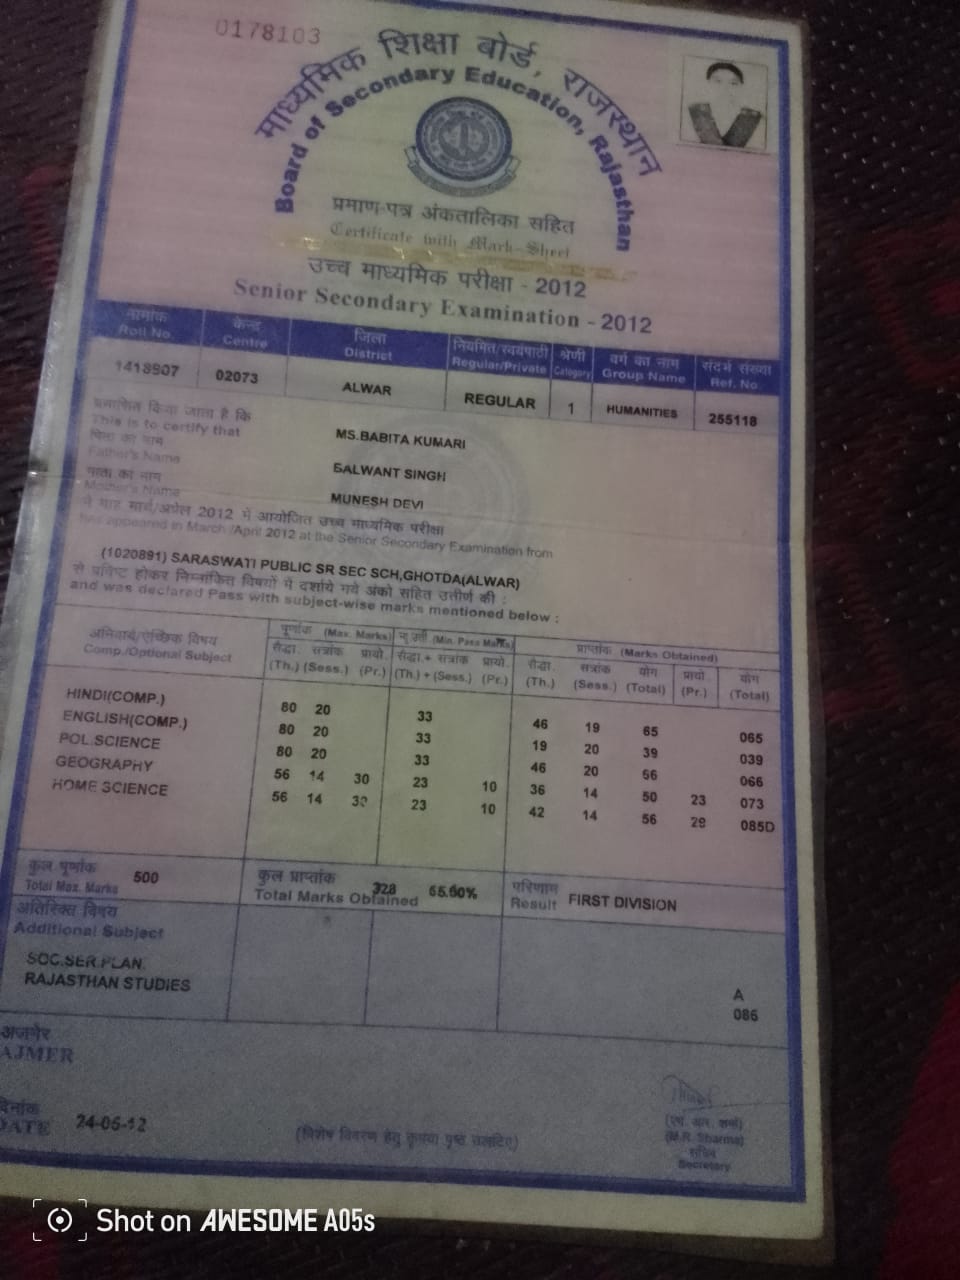 0178103
माध्यमिक शिक्षा बोर्ड, राजस्थान
Board of Secondary Education, Rajasthan
प्रमाण-पत्र अंकतालिका सहित
Certificate with Mark-Sheet
उच्च माध्यमिक परीक्षा - 2012
Senior Secondary Examination - 2012
नामांक केन्द्र जिला नियमित/स्वयंपाठी श्रेणी वर्ग का नाम संदर्भ संख्या
Roll No. Centre District Regular/Private Category Group Name Ref. No.
1418907 02073 ALWAR REGULAR 1 HUMANITIES 255118
प्रमाणित किया जाता है कि
This is to certify that MS.BABITA KUMARI
पिता का नाम
Father's Name BALWANT SINGH
माता का नाम
Mother's Name MUNESH DEVI
ने माह मार्च/अप्रेल 2012 में आयोजित उच्च माध्यमिक परीक्षा
has appeared in March /April 2012 at the Senior Secondary Examination from
(1020891) SARASWATI PUBLIC SR SEC SCH,GHOTDA(ALWAR)
से प्रविष्ट होकर निम्नांकित विषयों में दर्शाये गये अंको सहित उत्तीर्ण की :
and was declared Pass with subject-wise marks mentioned below :
अनिवार्य/ऐच्छिक विषय पूर्णांक (Max. Marks) न्यू.उत्ती. (Min. Pass Marks) प्राप्तांक (Marks Obtained)
Comp./Optional Subject सैद्धा. सत्रांक प्रायो. सैद्धा.+ सत्रांक प्रायो. सैद्धा. सत्रांक योग प्रायो. योग
(Th.) (Sess.) (Pr.) (Th.) + (Sess.) (Pr.) (Th.) (Sess.) (Total) (Pr.) (Total)
HINDI(COMP.) 80 20 33 46 19 65 065
ENGLISH(COMP.) 80 20 33 19 20 39 039
POL.SCIENCE 80 20 33 46 20 66 066
GEOGRAPHY 56 14 30 23 10 36 14 50 23 073
HOME SCIENCE 56 14 30 23 10 42 14 56 29 085D
कुल पूर्णांक कुल प्राप्तांक परिणाम
Total Max. Marks 500 Total Marks Obtained 328 65.60% Result FIRST DIVISION
अतिरिक्त विषय
Additional Subject
SOC.SER.PLAN. A
RAJASTHAN STUDIES 086
अजमेर
AJMER
दिनांक
DATE 24-05-12
(विशेष विवरण हेतु कृपया पृष्ठ उलटिए)
(एम. आर. शर्मा)
(M.R. Sharma)
सचिव
Secretary
Shot on AWESOME A05s